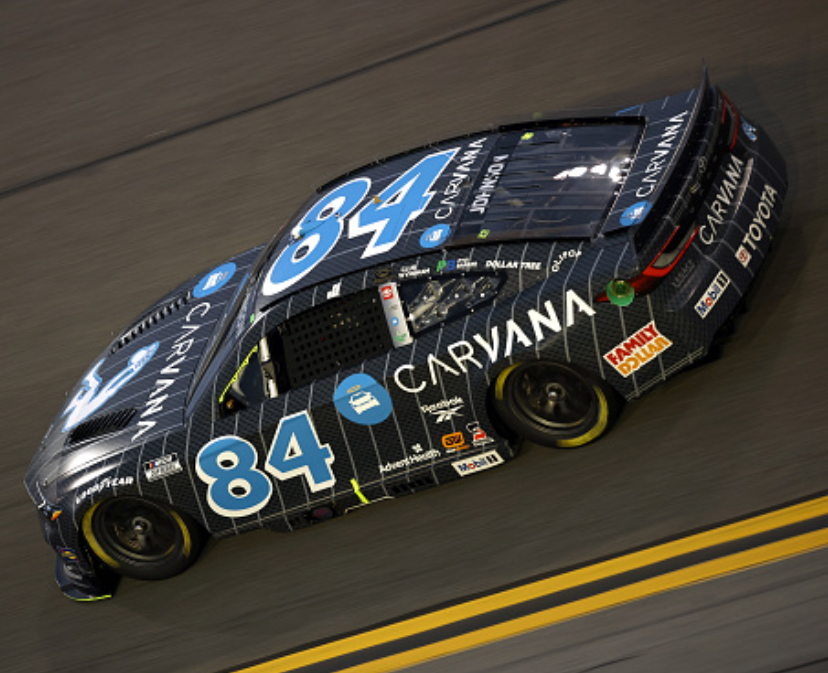 84
CARVANA
JOHNSON
CARVANA
CARVANA
TOYOTA
Mobil 1
CARVANA
DOLLAR TREE
CARVANA
FAMILY
DOLLAR
84
Reebok
AdventHealth
Mobil 1
GOODYEAR